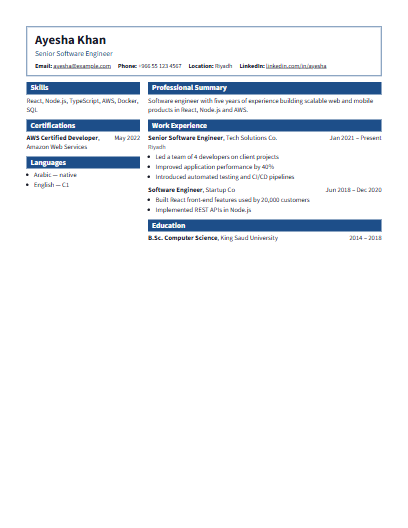 Ayesha Khan
Senior Software Engineer
Email: ayesha@example.com Phone: +966 55 123 4567 Location: Riyadh LinkedIn: linkedin.com/in/ayesha
Skills
React, Node.js, TypeScript, AWS, Docker,
SQL
Certifications
AWS Certified Developer, May 2022
Amazon Web Services
Languages
• Arabic — native
• English — C1
Professional Summary
Software engineer with five years of experience building scalable web and mobile
products in React, Node.js and AWS.
Work Experience
Senior Software Engineer, Tech Solutions Co. Jan 2021 – Present
Riyadh
• Led a team of 4 developers on client projects
• Improved application performance by 40%
• Introduced automated testing and CI/CD pipelines
Software Engineer, Startup Co Jun 2018 – Dec 2020
• Built React front-end features used by 20,000 customers
• Implemented REST APIs in Node.js
Education
B.Sc. Computer Science, King Saud University 2014 – 2018